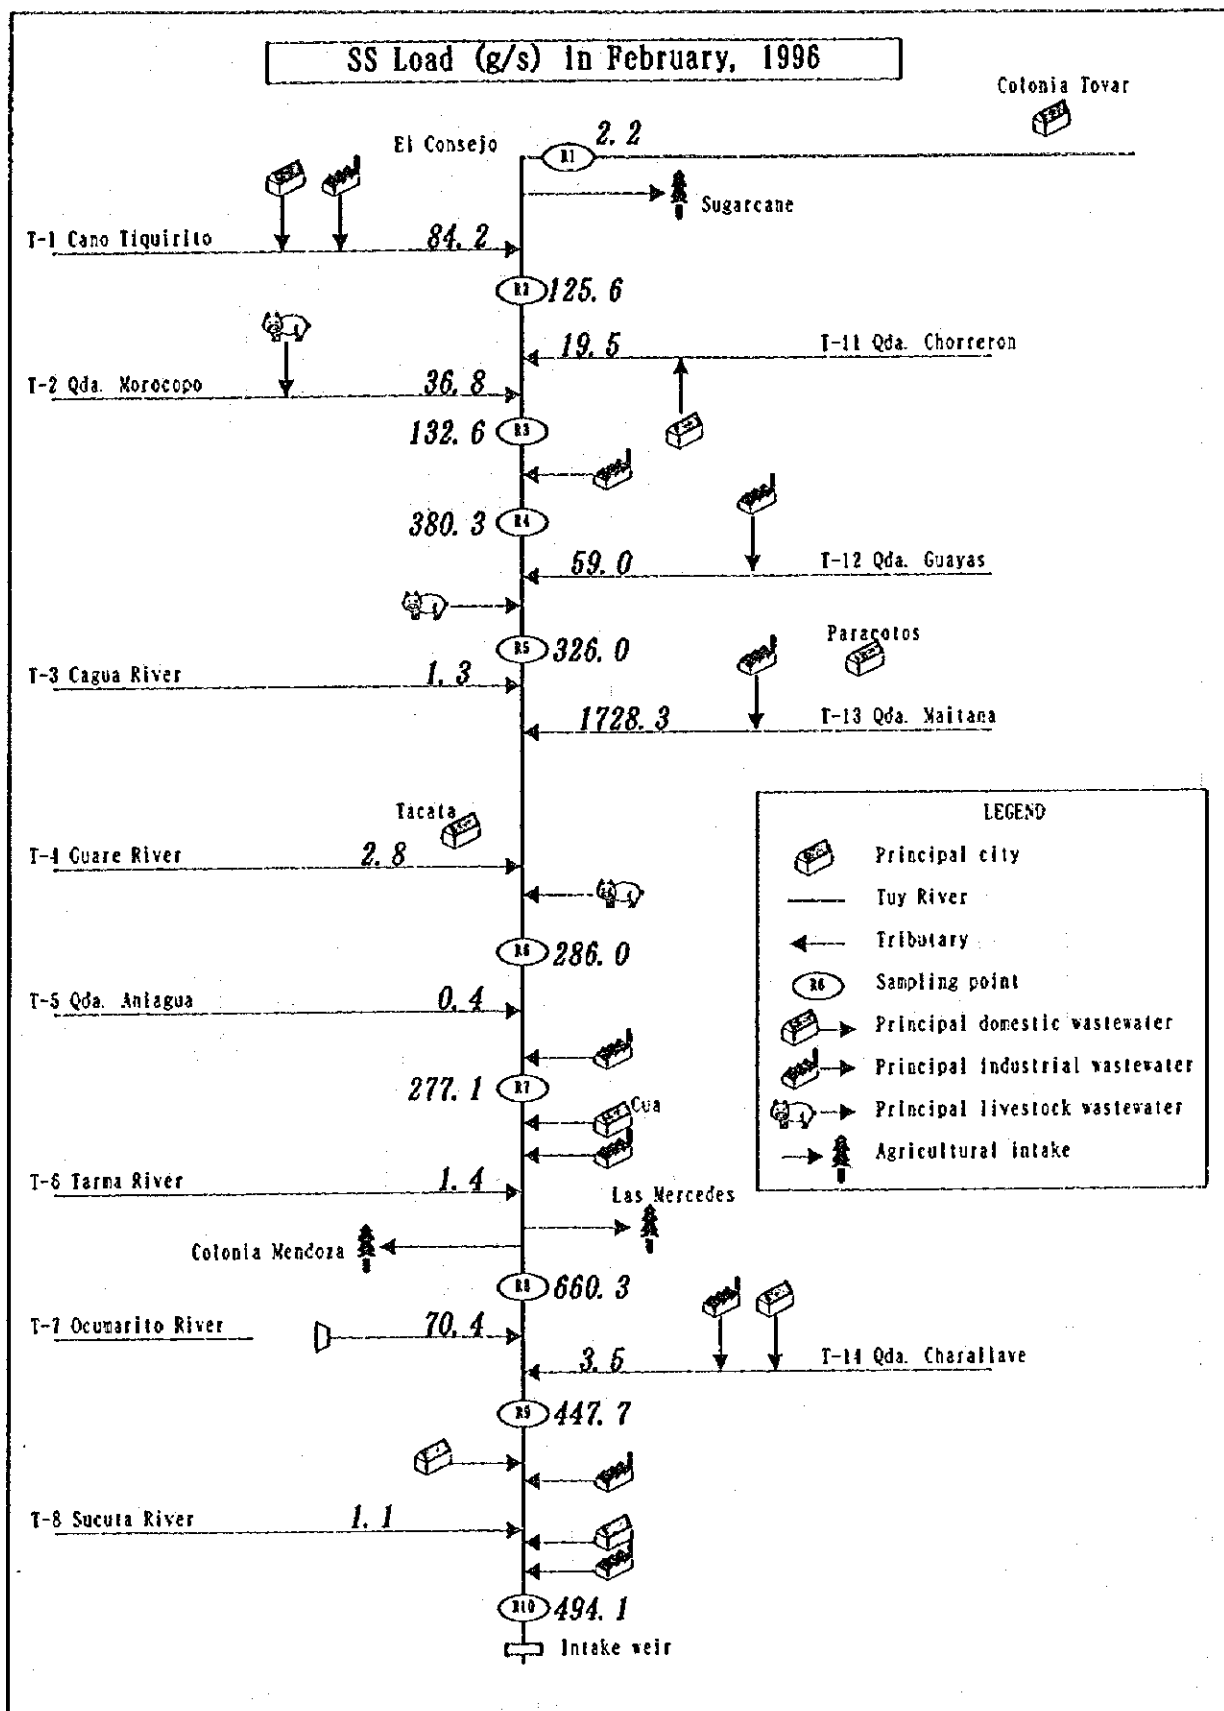 SS Load (g/s) in February, 1996
Colonia Tovar
El Consejo
R1
2.2
Sugarcane
T-1 Cano Tiquirito
84.2
R2
125.6
19.5
T-11 Qda. Chorreron
T-2 Qda. Morocopo
36.8
132.6
R3
380.3
R4
59.0
T-12 Qda. Guayas
R5
326.0
Paracotos
T-3 Cagua River
1.3
1728.3
T-13 Qda. Maitana
Tacata
T-4 Guare River
2.8
R6
286.0
T-5 Qda. Aniagua
0.4
277.1
R7
Cua
T-6 Tarma River
1.4
Las Mercedes
Colonia Mendoza
R8
660.3
T-7 Ocumarito River
70.4
3.5
T-14 Qda. Charallave
R9
447.7
T-8 Sucuta River
1.1
R10
494.1
Intake weir
LEGEND
Principal city
Tuy River
Tributary
R6
Sampling point
Principal domestic wastewater
Principal industrial wastewater
Principal livestock wastewater
Agricultural intake